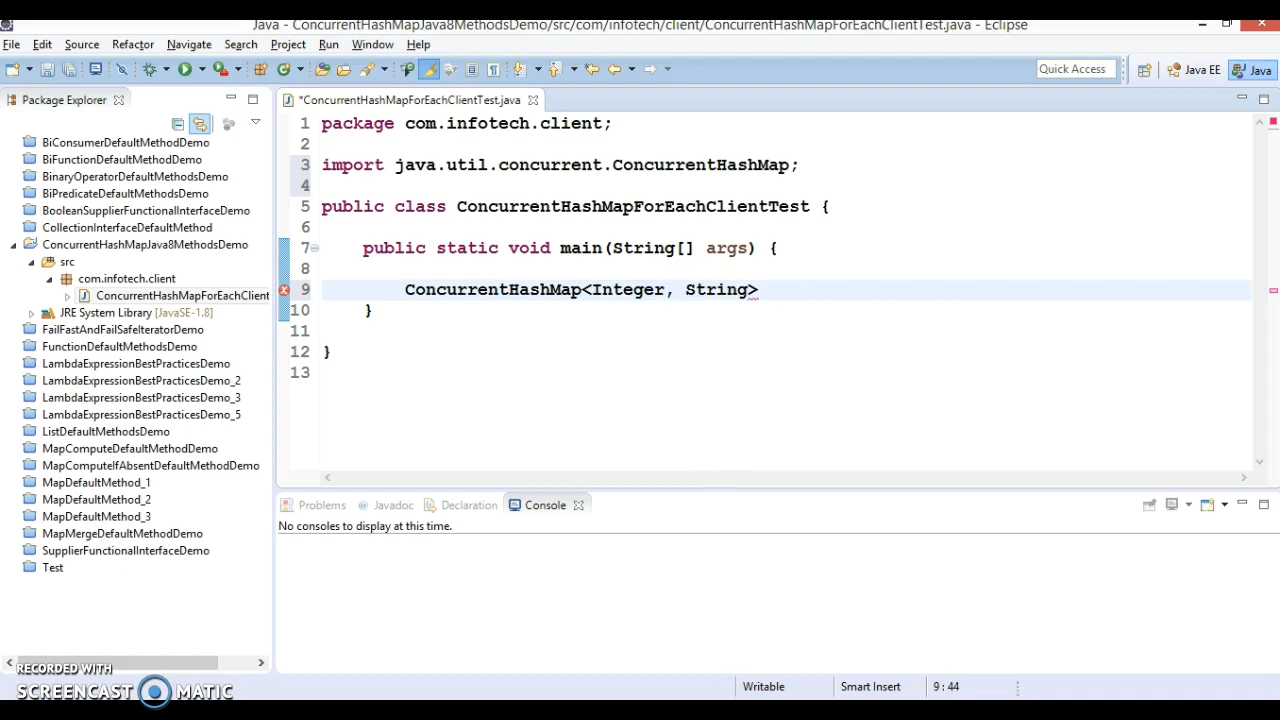 Java - ConcurrentHashMapJava8MethodsDemo/src/com/infotech/client/ConcurrentHashMapForEachClientTest.java - Eclipse
File Edit Source Refactor Navigate Search Project Run Window Help
Quick Access Java EE Java
Package Explorer
BiConsumerDefaultMethodDemo
BiFunctionDefaultMethodDemo
BinaryOperatorDefaultMethodsDemo
BiPredicateDefaultMethodsDemo
BooleanSupplierFunctionalInterfaceDemo
CollectionInterfaceDefaultMethod
ConcurrentHashMapJava8MethodsDemo
src
com.infotech.client
ConcurrentHashMapForEachClient
JRE System Library [JavaSE-1.8]
FailFastAndFailSafeIteratorDemo
FunctionDefaultMethodsDemo
LambdaExpressionBestPracticesDemo
LambdaExpressionBestPracticesDemo_2
LambdaExpressionBestPracticesDemo_3
LambdaExpressionBestPracticesDemo_5
ListDefaultMethodsDemo
MapComputeDefaultMethodDemo
MapComputeIfAbsentDefaultMethodDemo
MapDefaultMethod_1
MapDefaultMethod_2
MapDefaultMethod_3
MapMergeDefaultMethodDemo
SupplierFunctionalInterfaceDemo
Test
*ConcurrentHashMapForEachClientTest.java
1 package com.infotech.client;
2
3 import java.util.concurrent.ConcurrentHashMap;
4
5 public class ConcurrentHashMapForEachClientTest {
6
7 public static void main(String[] args) {
8
9 ConcurrentHashMap<Integer, String>
10 }
11
12 }
13
Problems @ Javadoc Declaration Console
No consoles to display at this time.
Writable Smart Insert 9 : 44
RECORDED WITH
SCREENCAST MATIC